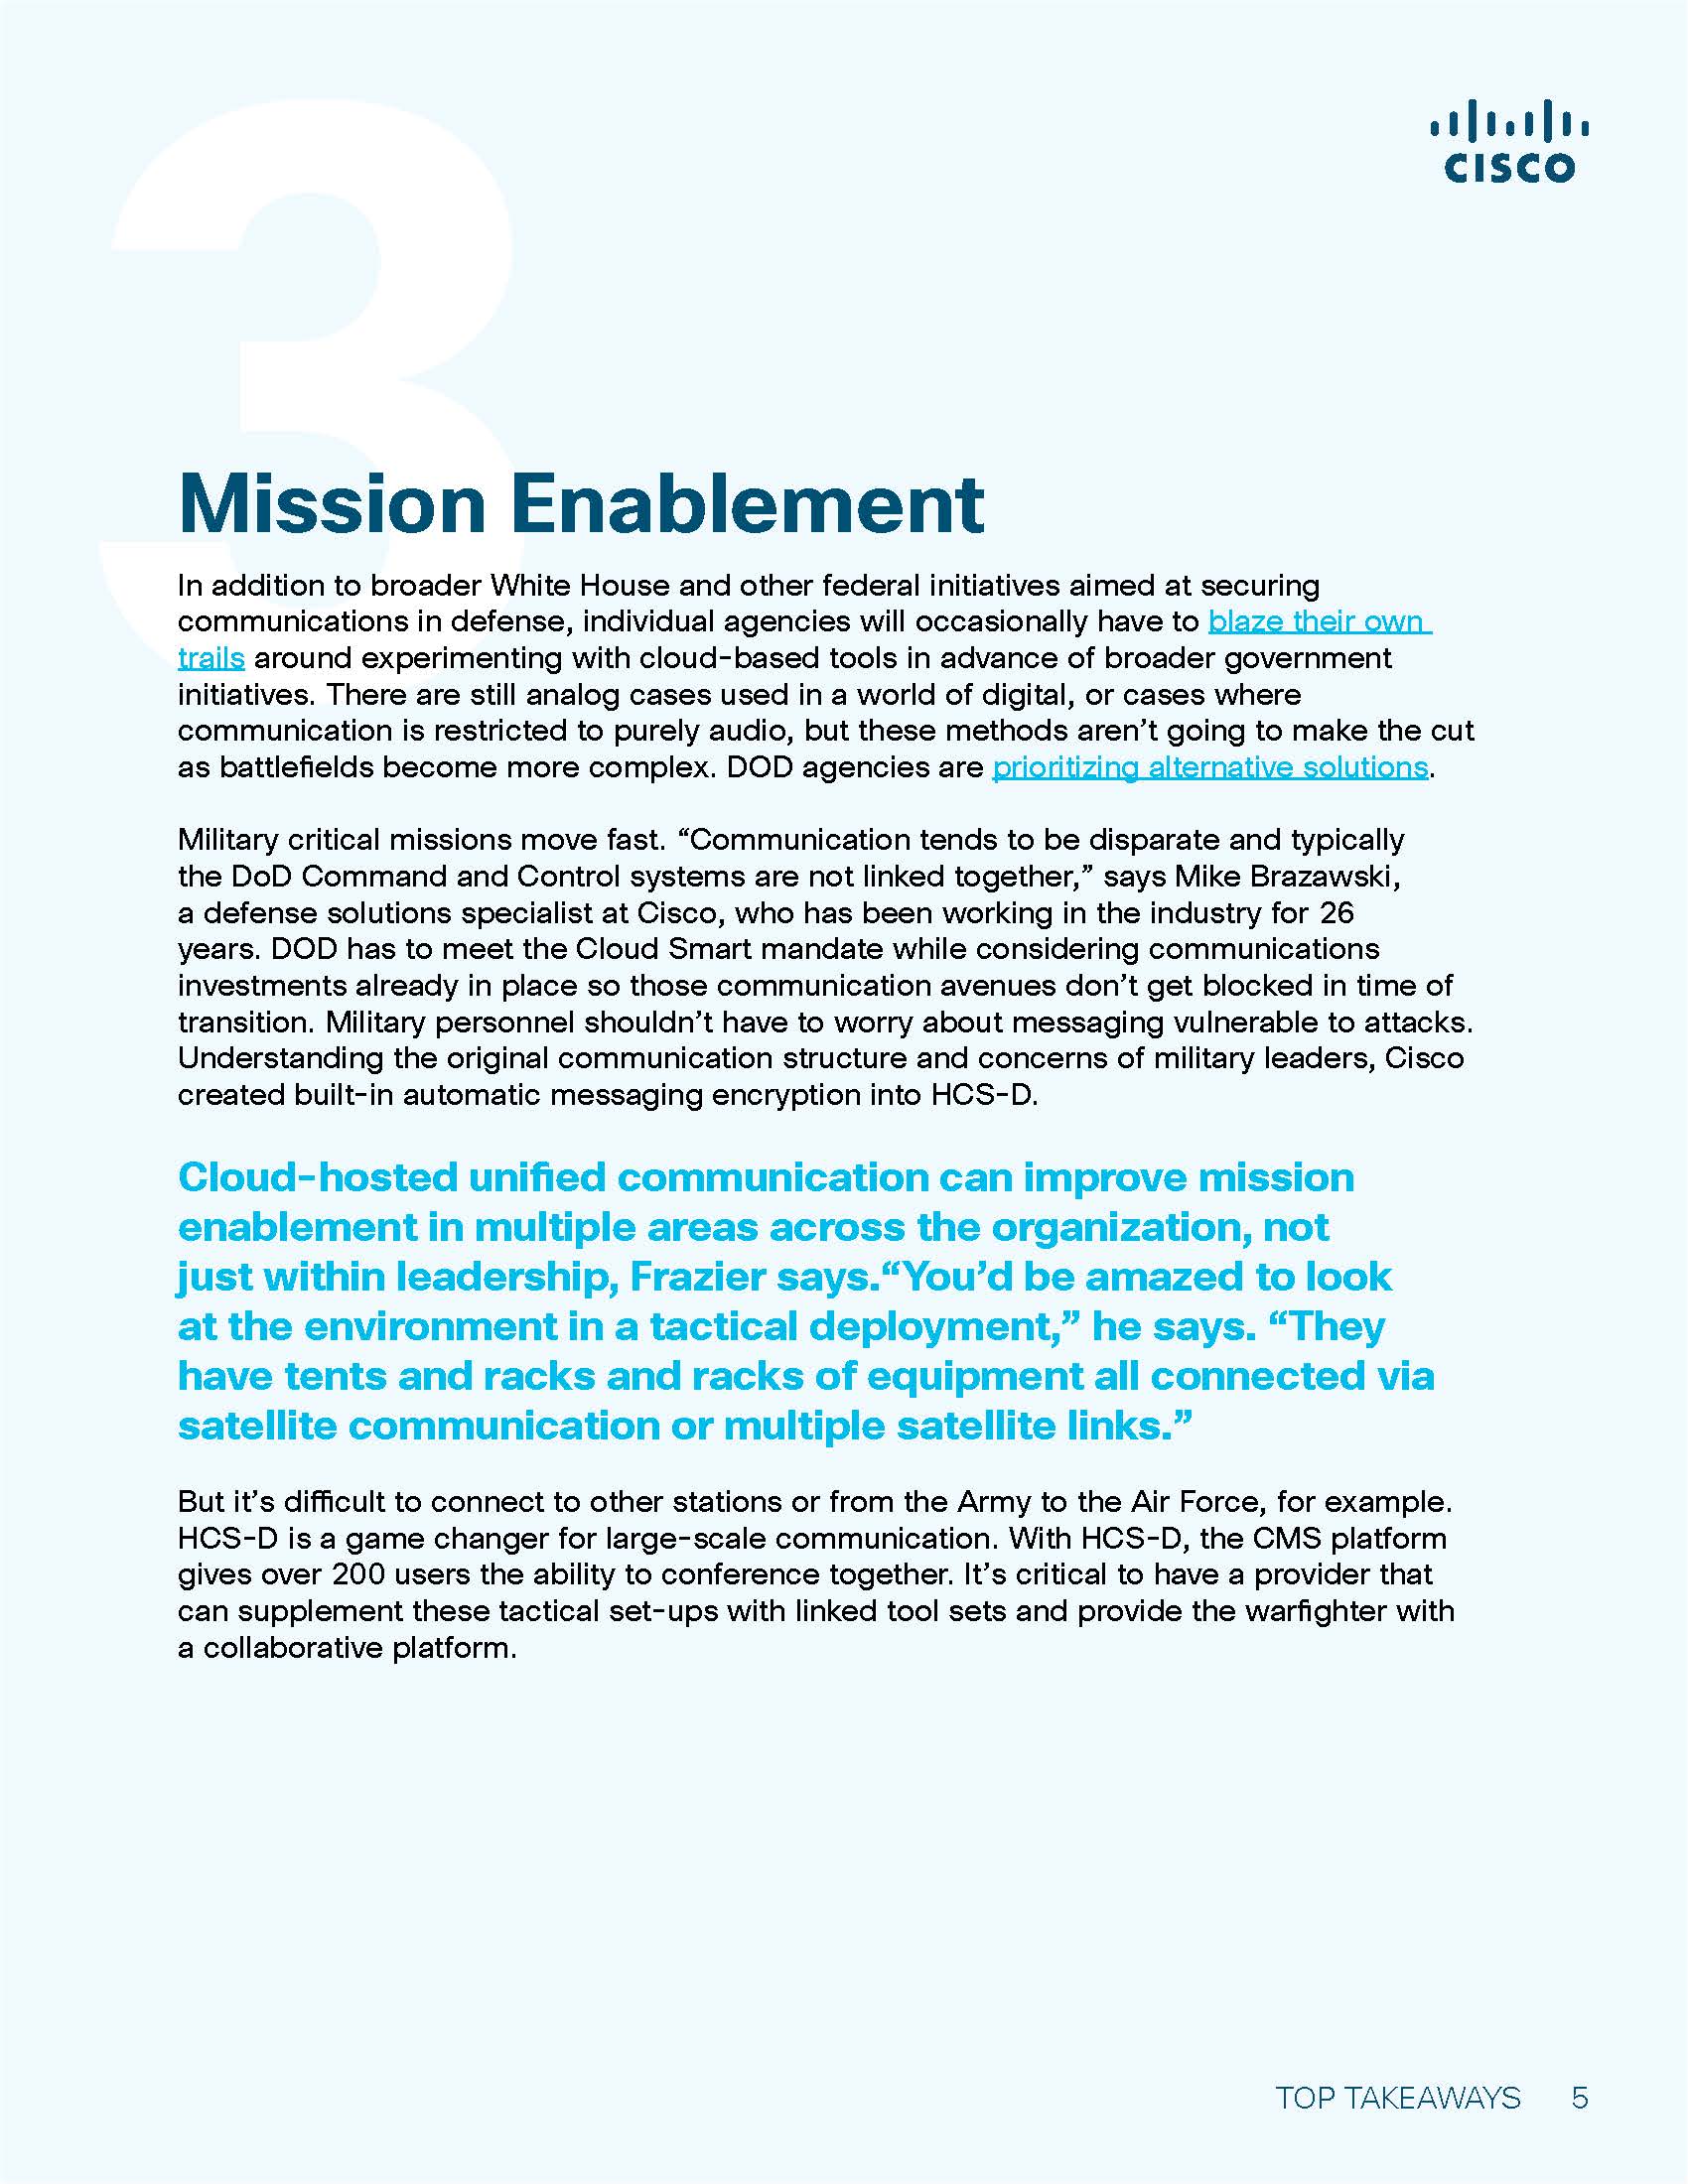 3
CISCO
Mission Enablement
In addition to broader White House and other federal initiatives aimed at securing
communications in defense, individual agencies will occasionally have to blaze their own
trails around experimenting with cloud-based tools in advance of broader government
initiatives. There are still analog cases used in a world of digital, or cases where
communication is restricted to purely audio, but these methods aren’t going to make the cut
as battlefields become more complex. DOD agencies are prioritizing alternative solutions.
Military critical missions move fast. “Communication tends to be disparate and typically
the DoD Command and Control systems are not linked together,” says Mike Brazawski,
a defense solutions specialist at Cisco, who has been working in the industry for 26
years. DOD has to meet the Cloud Smart mandate while considering communications
investments already in place so those communication avenues don’t get blocked in time of
transition. Military personnel shouldn’t have to worry about messaging vulnerable to attacks.
Understanding the original communication structure and concerns of military leaders, Cisco
created built-in automatic messaging encryption into HCS-D.
Cloud-hosted unified communication can improve mission
enablement in multiple areas across the organization, not
just within leadership, Frazier says.“You’d be amazed to look
at the environment in a tactical deployment,” he says. “They
have tents and racks and racks of equipment all connected via
satellite communication or multiple satellite links.”
But it’s difficult to connect to other stations or from the Army to the Air Force, for example.
HCS-D is a game changer for large-scale communication. With HCS-D, the CMS platform
gives over 200 users the ability to conference together. It’s critical to have a provider that
can supplement these tactical set-ups with linked tool sets and provide the warfighter with
a collaborative platform.
TOP TAKEAWAYS 5